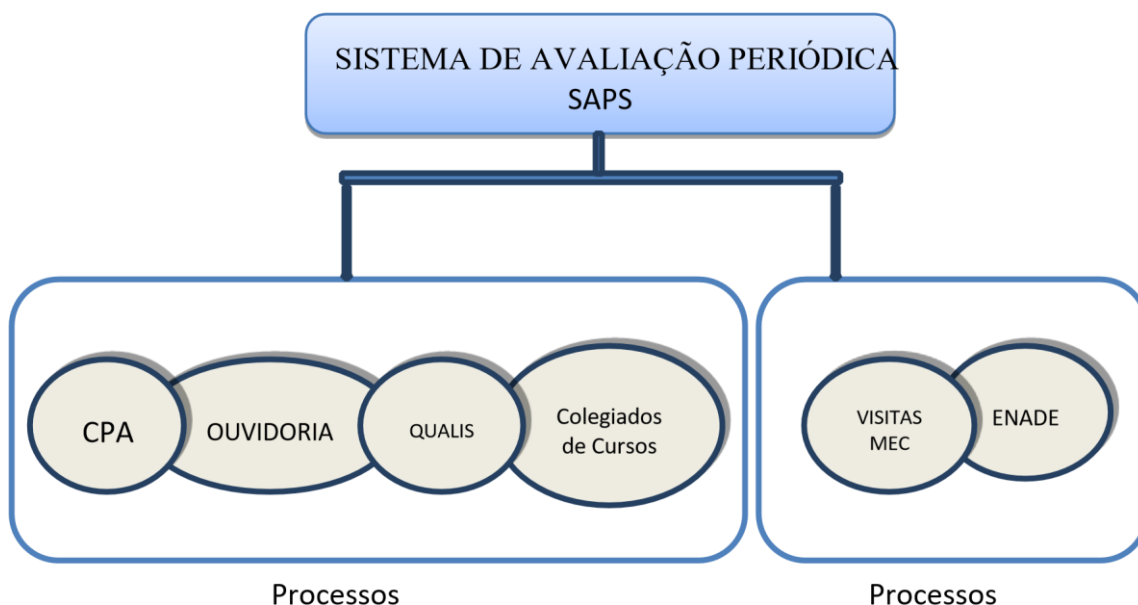 SISTEMA DE AVALIAÇÃO PERIÓDICA
SAPS
CPA
OUVIDORIA
QUALIS
Colegiados
de Cursos
VISITAS
MEC
ENADE
Processos
Processos